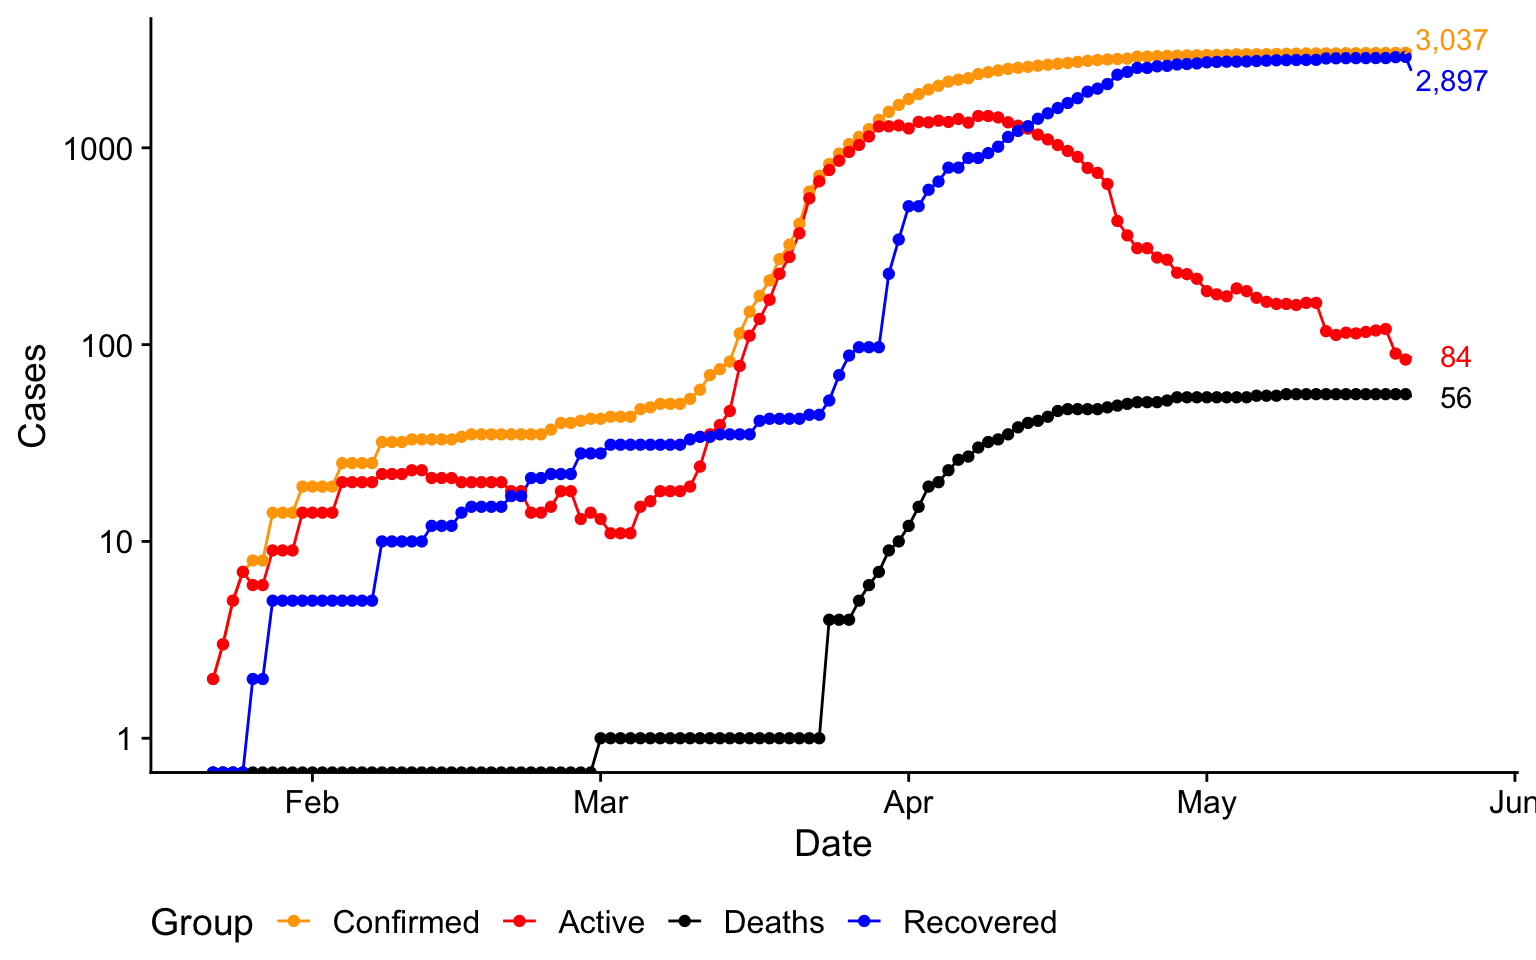 3,037
2,897
1000
100
84
56
10
1
Cases
Feb Mar Apr May Jun
Date
Group Confirmed Active Deaths Recovered